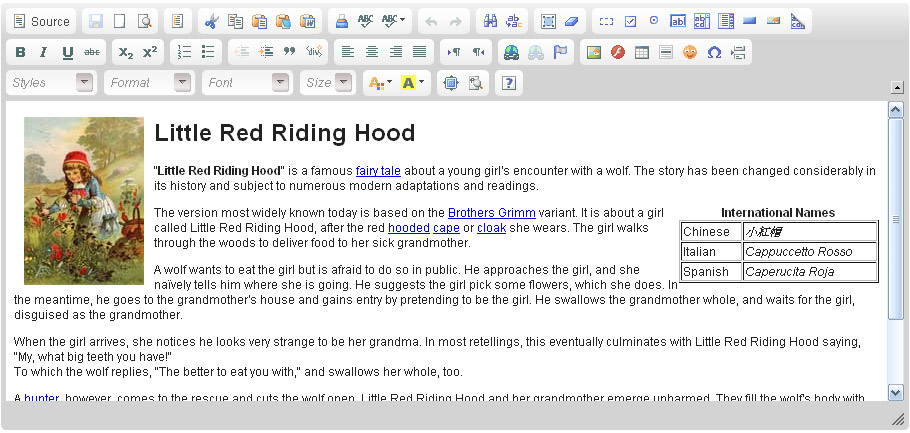 Source
ABC ABC
B I U abc x₂ x²
Styles Format Font Size A A ?
Little Red Riding Hood
"Little Red Riding Hood" is a famous fairy tale about a young girl's encounter with a wolf. The story has been changed considerably in
its history and subject to numerous modern adaptations and readings.
The version most widely known today is based on the Brothers Grimm variant. It is about a girl
called Little Red Riding Hood, after the red hooded cape or cloak she wears. The girl walks
through the woods to deliver food to her sick grandmother.
International Names
Chinese 小紅帽
Italian Cappuccetto Rosso
Spanish Caperucita Roja
A wolf wants to eat the girl but is afraid to do so in public. He approaches the girl, and she
naïvely tells him where she is going. He suggests the girl pick some flowers, which she does. In
the meantime, he goes to the grandmother's house and gains entry by pretending to be the girl. He swallows the grandmother whole, and waits for the girl,
disguised as the grandmother.
When the girl arrives, she notices he looks very strange to be her grandma. In most retellings, this eventually culminates with Little Red Riding Hood saying,
"My, what big teeth you have!"
To which the wolf replies, "The better to eat you with," and swallows her whole, too.
A hunter, however, comes to the rescue and cuts the wolf open. Little Red Riding Hood and her grandmother emerge unharmed. They fill the wolf's body with